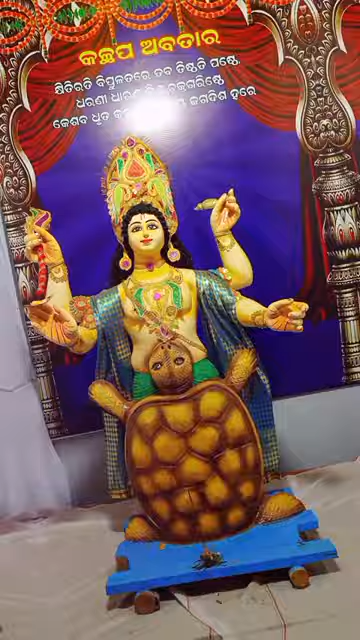 କଚ୍ଛପ ଅବତାର
କ୍ଷିତିରତି ବିପୁଳତରେ ତବ ତିଷ୍ଠତି ପୃଷ୍ଠେ,
ଧରଣୀ ଚକ୍ରଗରିଷ୍ଠେ
କେଶବ ଧୃତ ଜଗଦିଶ ହରେ